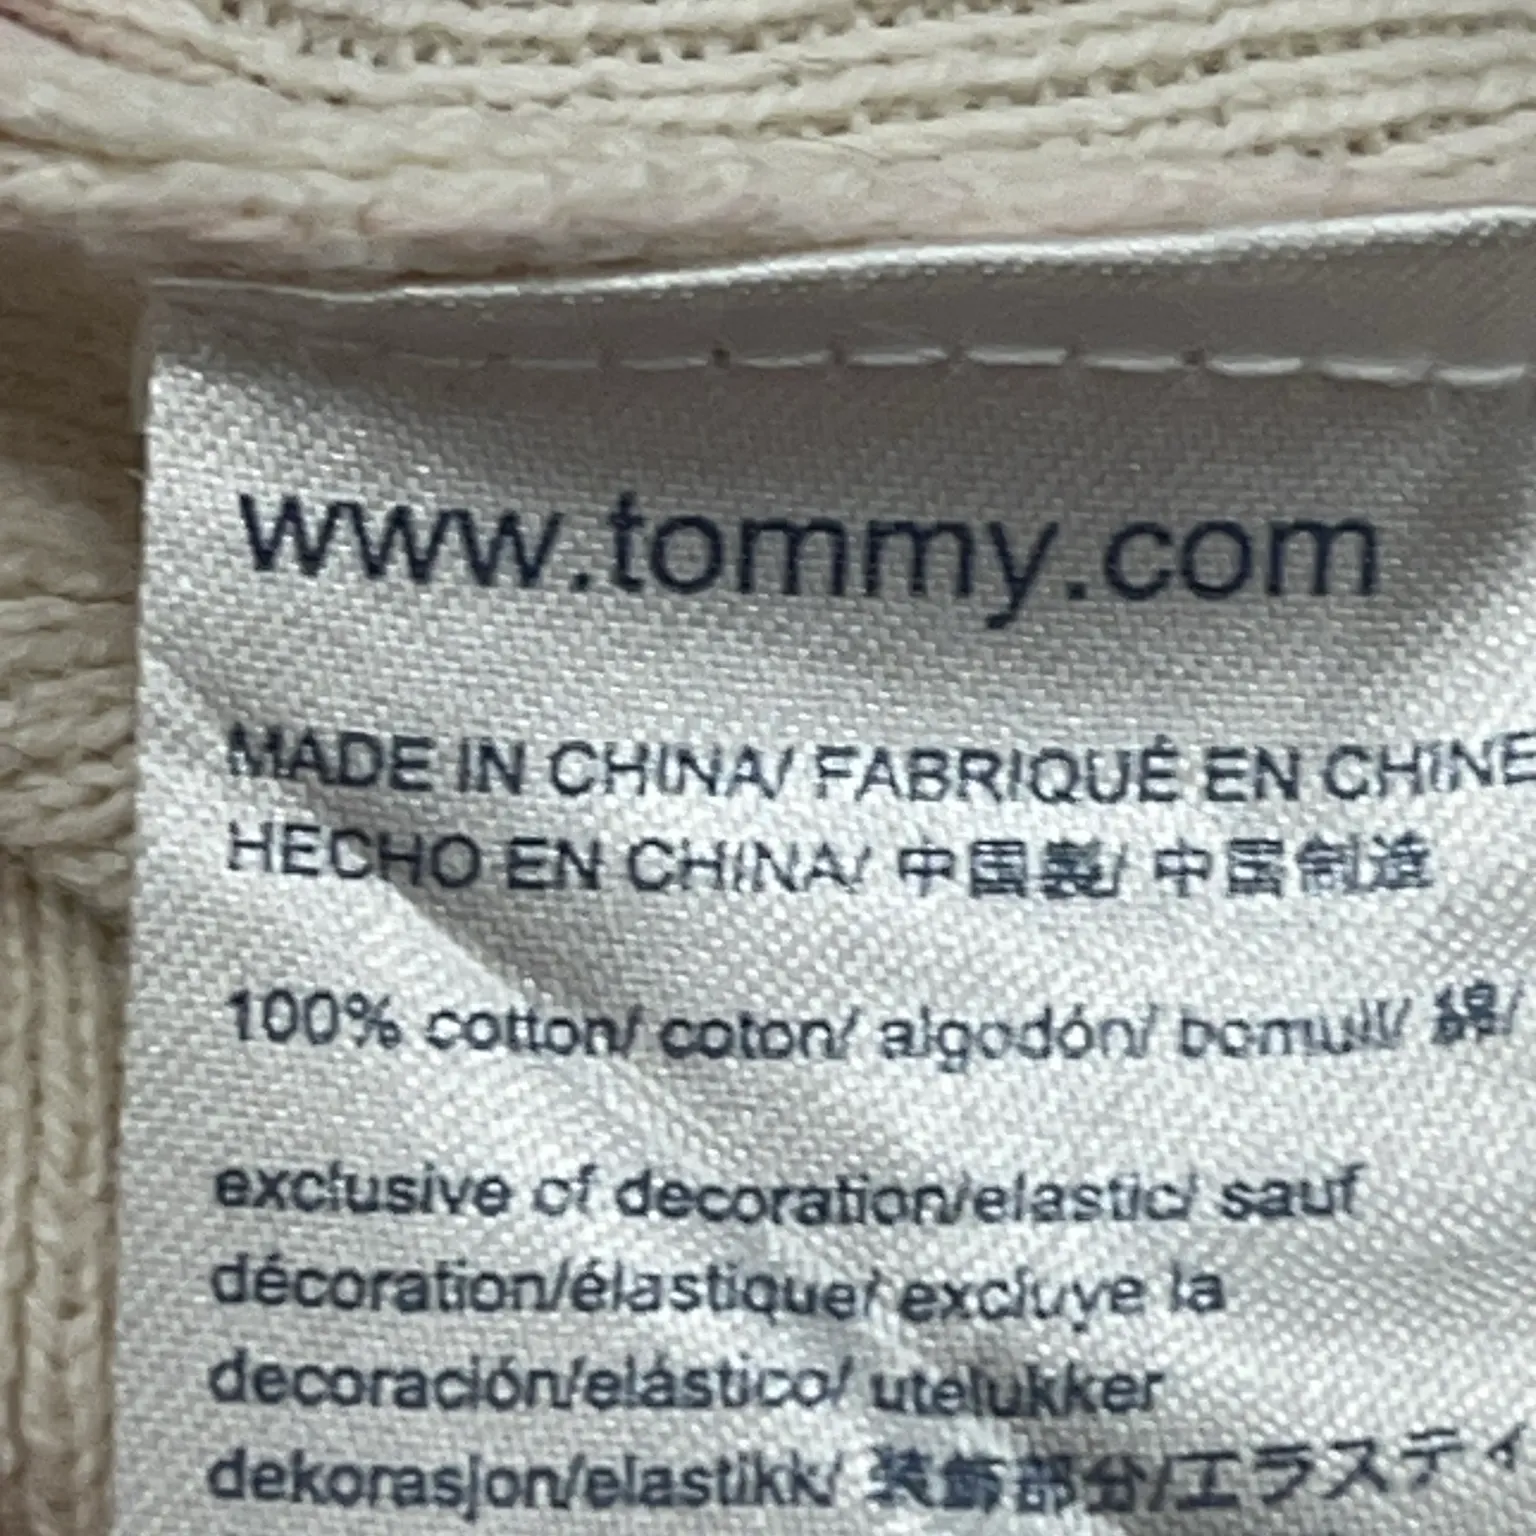 www.tommy.com
MADE IN CHINA/ FABRIQUÉ EN CHINE
HECHO EN CHINA/ 中国製/ 中国制造
100% cotton/ coton/ algodón/ bomull/ 綿/
exclusive of decoration/elastic/ sauf
décoration/élastique/ excluye la
decoración/elástico/ utelukker
dekorasjon/elastikk/ 装飾部分/エラスティ